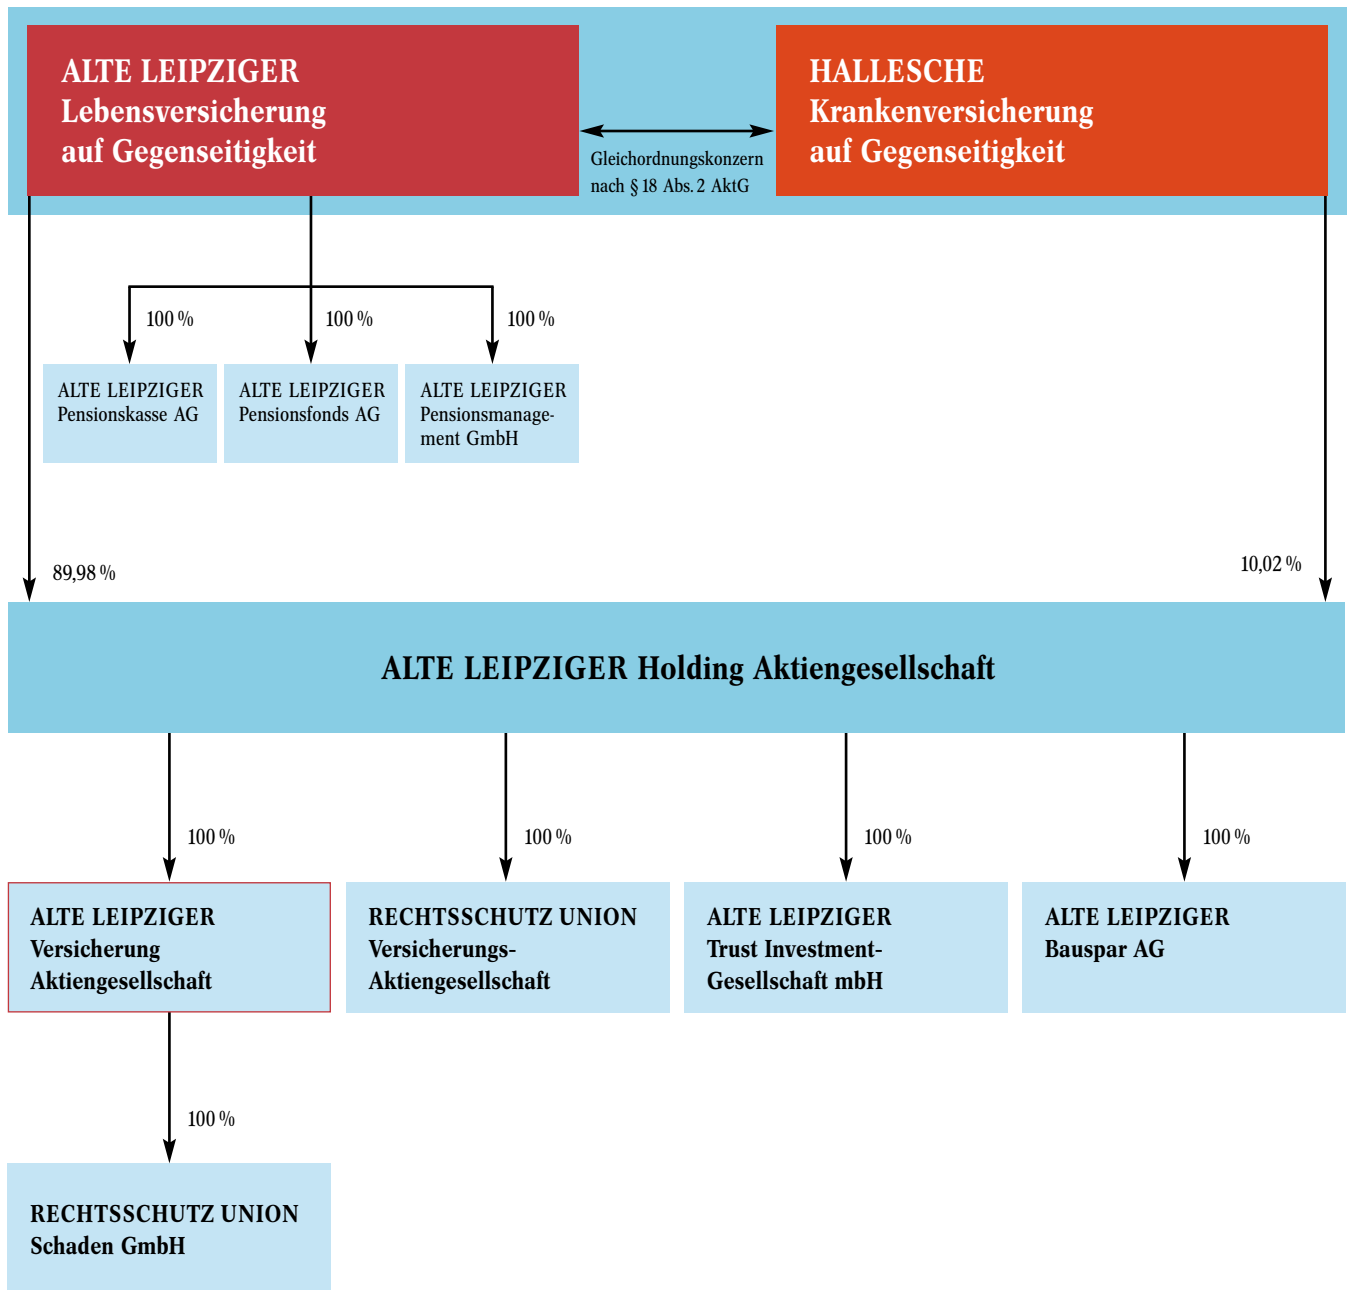 ALTE LEIPZIGER
Lebensversicherung
auf Gegenseitigkeit
Gleichordnungskonzern
nach § 18 Abs. 2 AktG
HALLESCHE
Krankenversicherung
auf Gegenseitigkeit
100 %
100 %
100 %
ALTE LEIPZIGER
Pensionskasse AG
ALTE LEIPZIGER
Pensionsfonds AG
ALTE LEIPZIGER
Pensionsmanage-
ment GmbH
89,98 %
10,02 %
ALTE LEIPZIGER Holding Aktiengesellschaft
100 %
100 %
100 %
100 %
ALTE LEIPZIGER
Versicherung
Aktiengesellschaft
RECHTSSCHUTZ UNION
Versicherungs-
Aktiengesellschaft
ALTE LEIPZIGER
Trust Investment-
Gesellschaft mbH
ALTE LEIPZIGER
Bauspar AG
100 %
RECHTSSCHUTZ UNION
Schaden GmbH